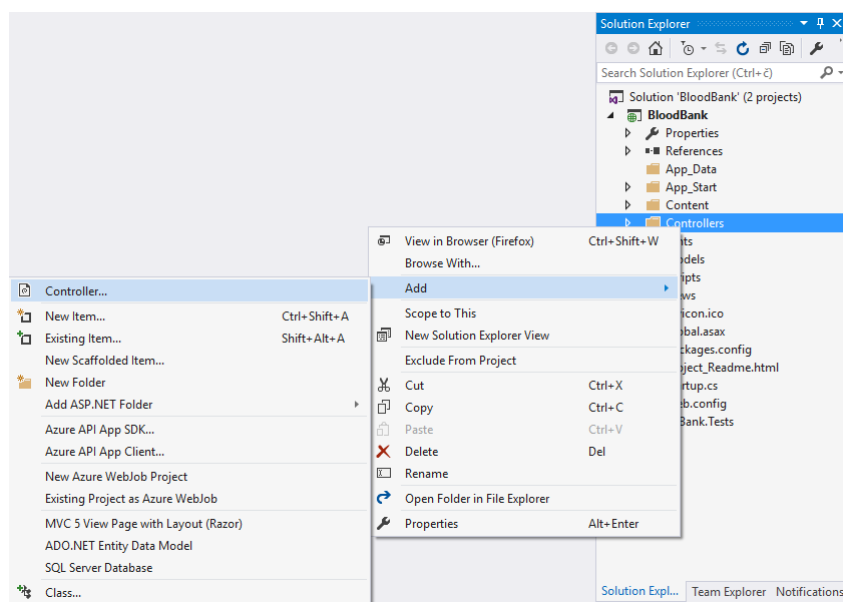 Solution Explorer
Search Solution Explorer (Ctrl+č)
Solution 'BloodBank' (2 projects)
BloodBank
Properties
References
App_Data
App_Start
Content
Controllers
View in Browser (Firefox) Ctrl+Shift+W
Browse With...
Add
Scope to This
New Solution Explorer View
Exclude From Project
Cut Ctrl+X
Copy Ctrl+C
Paste Ctrl+V
Delete Del
Rename
Open Folder in File Explorer
Properties Alt+Enter
Controller...
New Item... Ctrl+Shift+A
Existing Item... Shift+Alt+A
New Scaffolded Item...
New Folder
Add ASP.NET Folder
Azure API App SDK...
Azure API App Client...
New Azure WebJob Project
Existing Project as Azure WebJob
MVC 5 View Page with Layout (Razor)
ADO.NET Entity Data Model
SQL Server Database
Class...
nts
dels
ipts
ws
icon.ico
bal.asax
ckages.config
ject_Readme.html
rtup.cs
eb.config
Bank.Tests
Solution Expl... Team Explorer Notifications